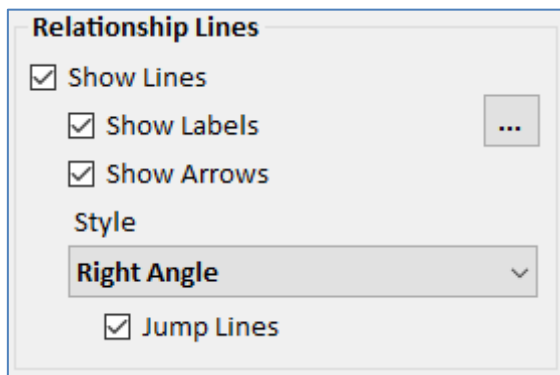 Relationship Lines
Show Lines
Show Labels
...
Show Arrows
Style
Right Angle
Jump Lines